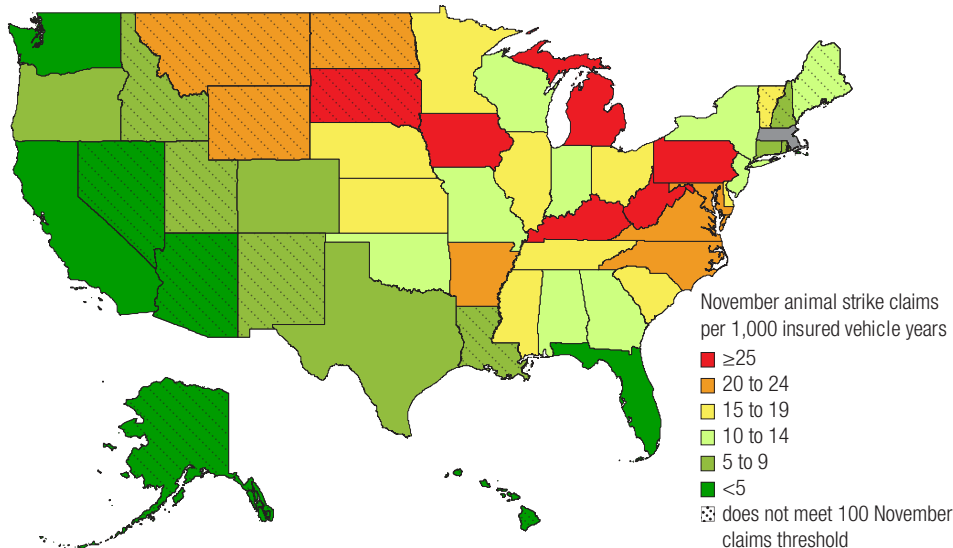 November animal strike claims
per 1,000 insured vehicle years
≥25
20 to 24
15 to 19
10 to 14
5 to 9
<5
does not meet 100 November
claims threshold